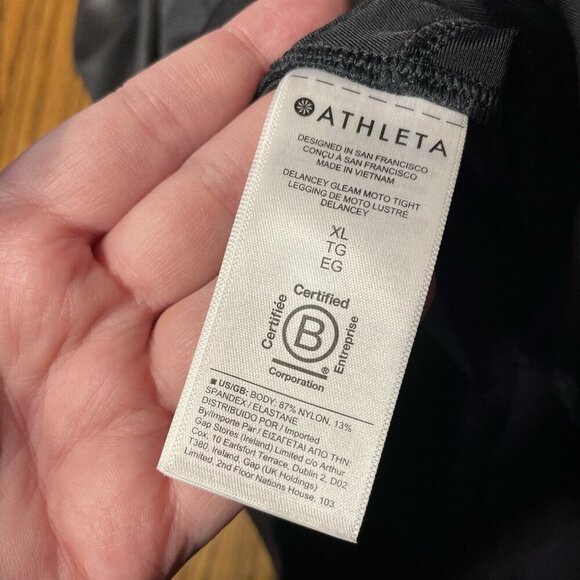 ATHLETA
DESIGNED IN SAN FRANCISCO
CONÇU À SAN FRANCISCO
MADE IN VIETNAM
DELANCEY GLEAM MOTO TIGHT
LEGGING DE MOTO LUSTRÉ
DELANCEY
XL
TG
EG
Certified
Certifiée
B
Entreprise
®
Corporation
■ US/GB: BODY: 87% NYLON, 13%
SPANDEX / ELASTANE
DISTRIBUIDO POR / Imported
By/Importe Par / ΕΙΣΑΓΕΤΑΙ ΑΠΟ ΤΗΝ:
Gap Stores (Ireland) Limited c/o Arthur
Cox, 10 Earlsfort Terrace, Dublin 2, D02
T380, Ireland, Gap (UK Holdings)
Limited, 2nd Floor Nations House, 103